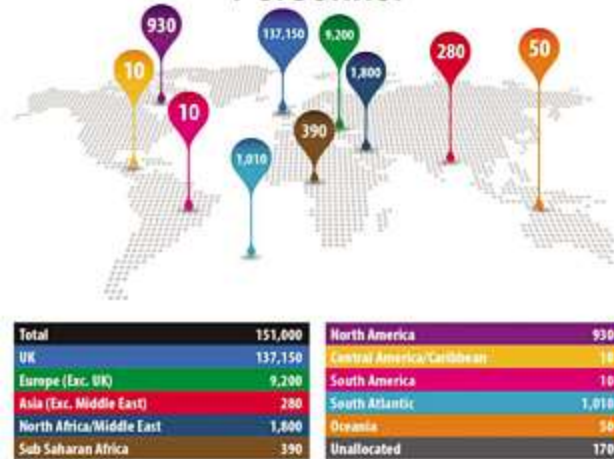 930
137,150
9,200
10
1,800
280
50
10
390
1,010
Total 151,000
UK 137,150
Europe (Exc. UK) 9,200
Asia (Exc. Middle East) 280
North Africa/Middle East 1,800
Sub Saharan Africa 390
North America 930
Central America/Caribbean 10
South America 10
South Atlantic 1,010
Oceania 50
Unallocated 170